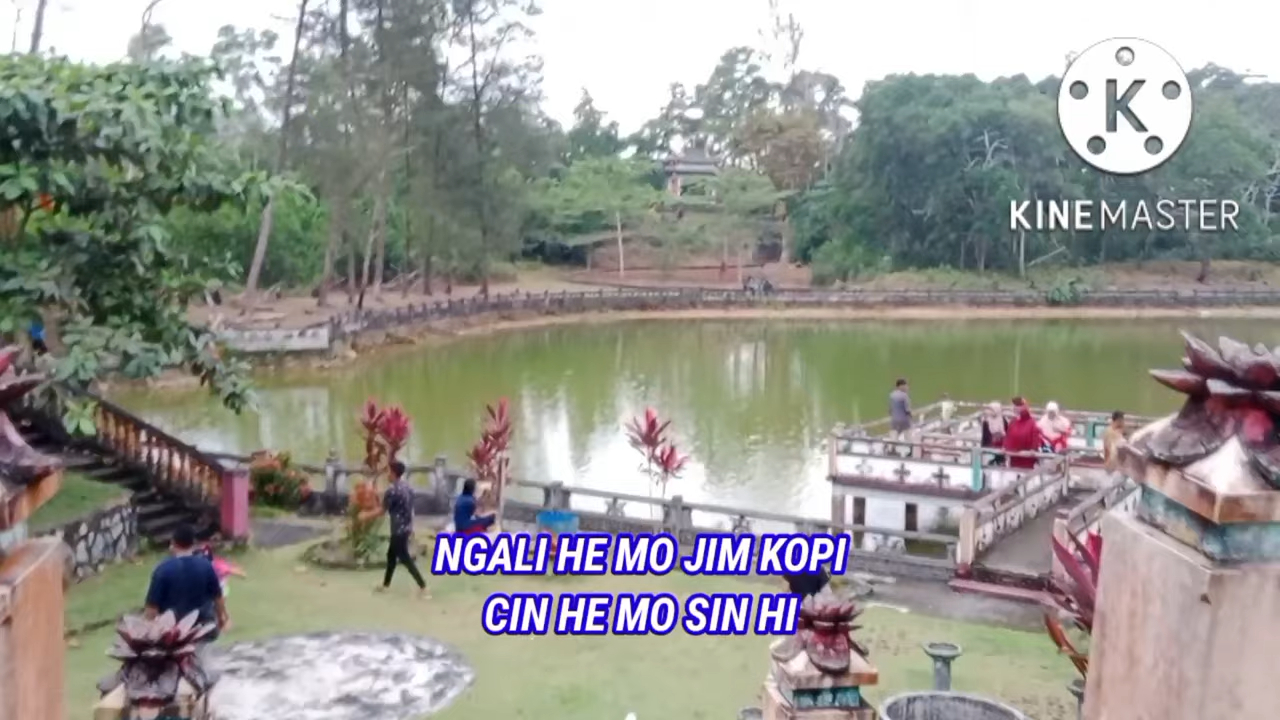 K
KINEMASTER
NGALI HE MO JIM KOPI
CIN HE MO SIN HI